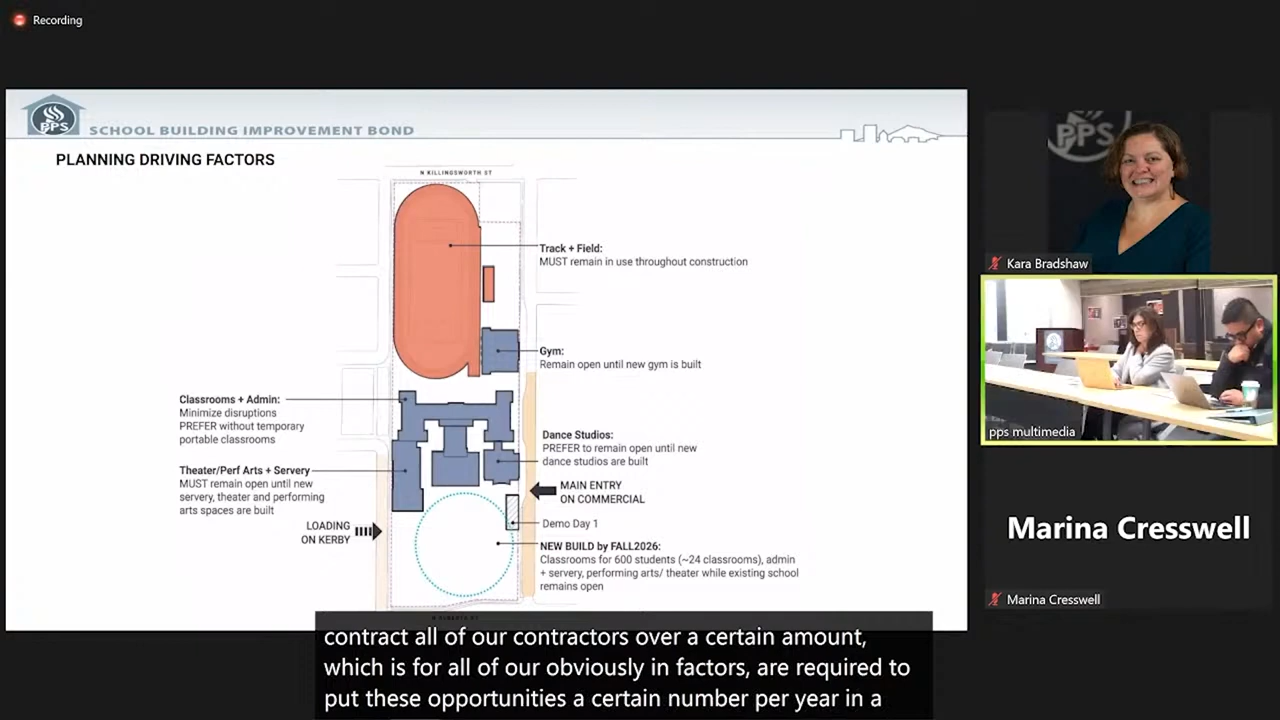 Recording
PPS
SCHOOL BUILDING IMPROVEMENT BOND
PLANNING DRIVING FACTORS
N KILLINGSWORTH ST
Track + Field:
MUST remain in use throughout construction
Gym:
Remain open until new gym is built
Classrooms + Admin:
Minimize disruptions
PREFER without temporary
portable classrooms
Dance Studios:
PREFER to remain open until new
dance studios are built
Theater/Perf Arts + Servery
MUST remain open until new
servery, theater and performing
arts spaces are built
MAIN ENTRY
ON COMMERCIAL
LOADING
ON KERBY
Demo Day 1
NEW BUILD by FALL2026:
Classrooms for 600 students (~24 classrooms), admin
+ servery, performing arts/ theater while existing school
remains open
contract all of our contractors over a certain amount,
which is for all of our obviously in factors, are required to
put these opportunities a certain number per year in a
PPS
Kara Bradshaw
pps multimedia
Marina Cresswell
Marina Cresswell